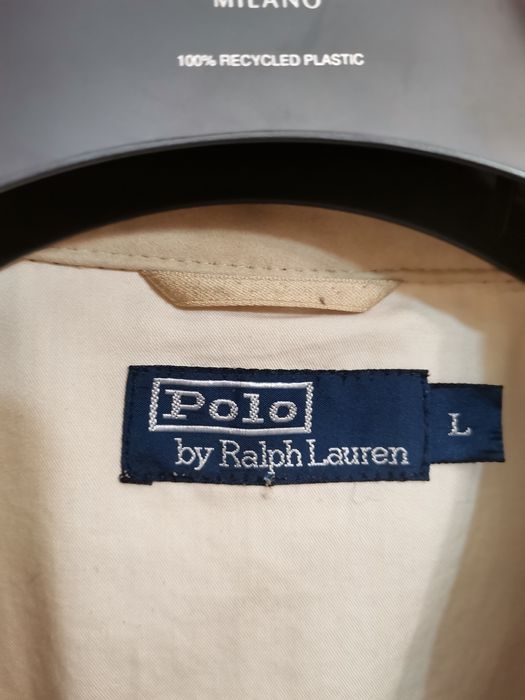 MILANO
100% RECYCLED PLASTIC
Polo
by Ralph Lauren
L